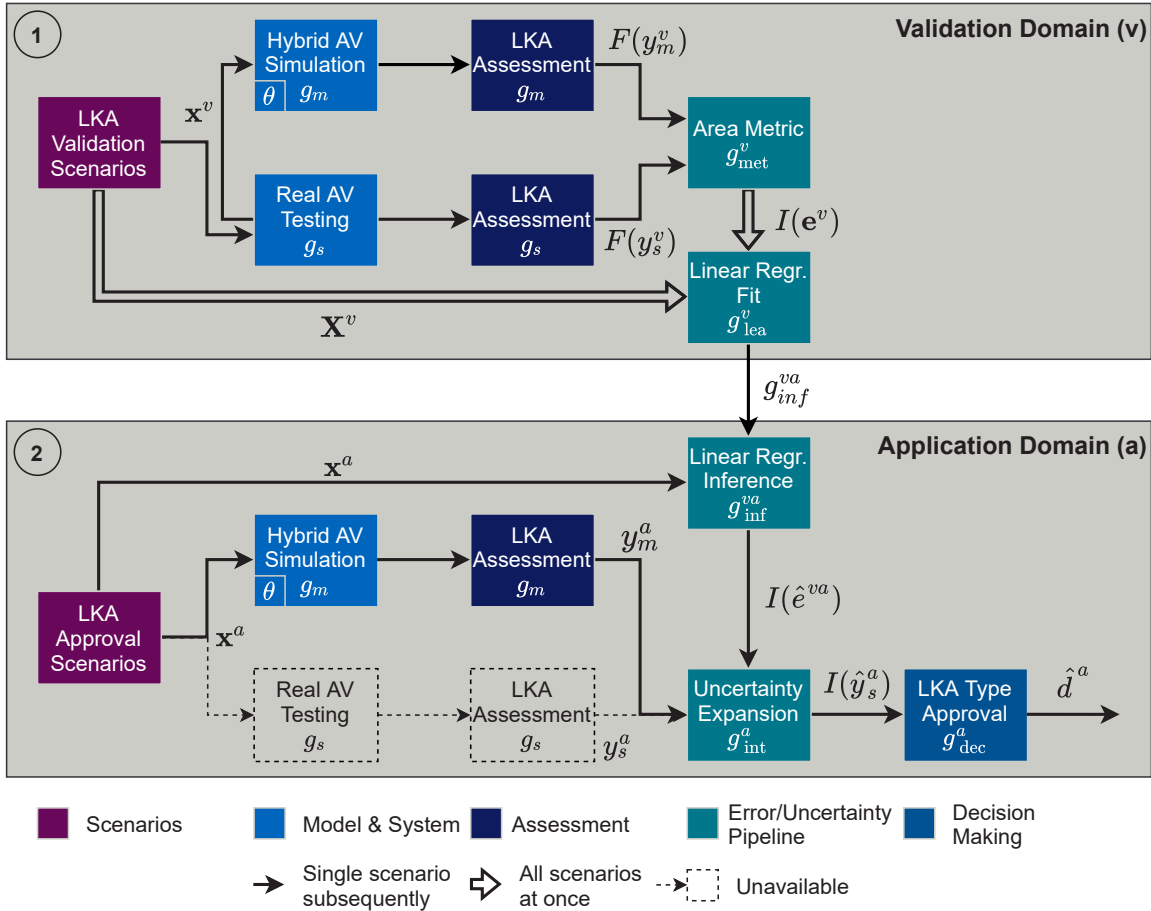 1
Validation Domain (v)
Hybrid AV
Simulation
θ
g_m
LKA
Assessment
g_m
F(y_m^v)
LKA
Validation
Scenarios
x^v
Area Metric
g_met^v
Real AV
Testing
g_s
LKA
Assessment
g_s
F(y_s^v)
I(e^v)
Linear Regr.
Fit
g_lea^v
X^v
g_inf^va
2
Application Domain (a)
x^a
Linear Regr.
Inference
g_inf^va
Hybrid AV
Simulation
θ
g_m
LKA
Assessment
g_m
y_m^a
I(ê^va)
LKA
Approval
Scenarios
x^a
Real AV
Testing
g_s
LKA
Assessment
g_s
y_s^a
Uncertainty
Expansion
g_int^a
I(ŷ_s^a)
LKA Type
Approval
g_dec^a
d̂^a
Scenarios
Model & System
Assessment
Error/Uncertainty
Pipeline
Decision
Making
Single scenario
subsequently
All scenarios
at once
Unavailable